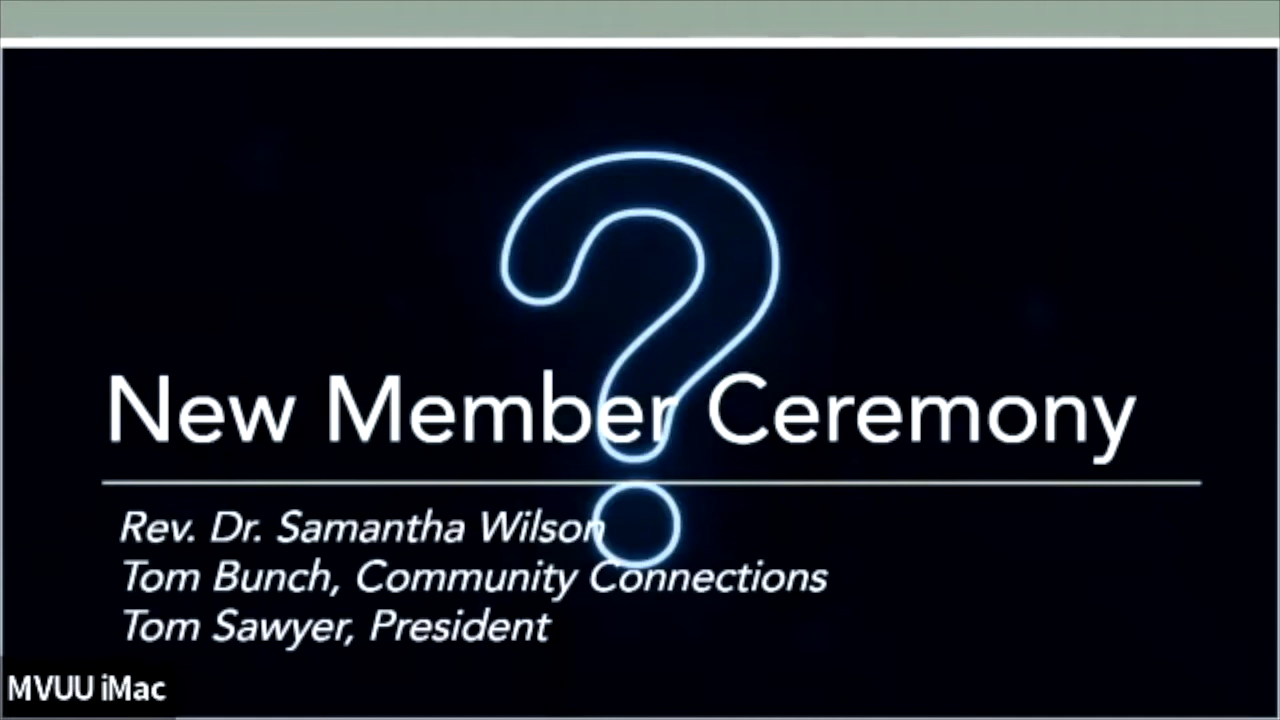 New Member Ceremony
Rev. Dr. Samantha Wilson
Tom Bunch, Community Connections
Tom Sawyer, President
MVUU iMac